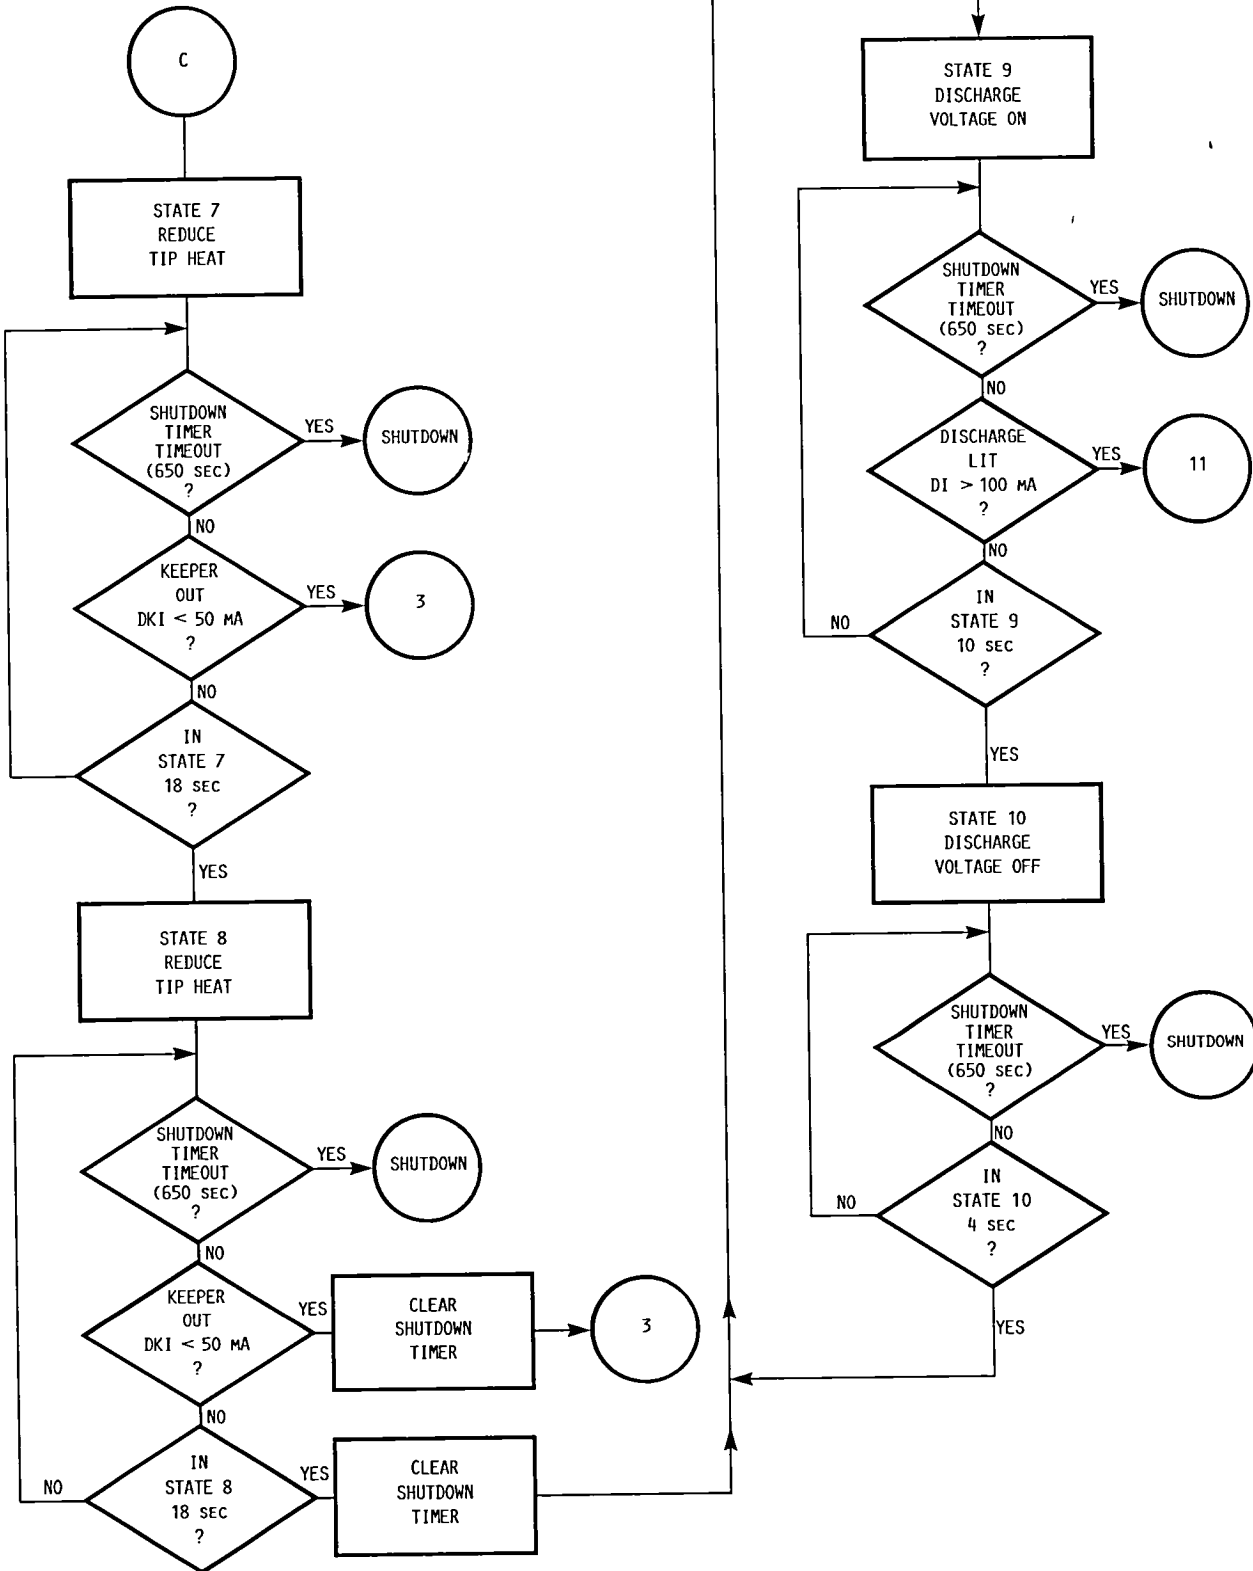 C
STATE 7
REDUCE
TIP HEAT
SHUTDOWN
TIMER
TIMEOUT
(650 SEC)
?
YES
SHUTDOWN
NO
KEEPER
OUT
DKI < 50 MA
?
YES
3
NO
IN
STATE 7
18 SEC
?
YES
STATE 8
REDUCE
TIP HEAT
SHUTDOWN
TIMER
TIMEOUT
(650 SEC)
?
YES
SHUTDOWN
NO
KEEPER
OUT
DKI < 50 MA
?
YES
CLEAR
SHUTDOWN
TIMER
3
NO
IN
STATE 8
18 SEC
?
NO
YES
CLEAR
SHUTDOWN
TIMER
STATE 9
DISCHARGE
VOLTAGE ON
SHUTDOWN
TIMER
TIMEOUT
(650 SEC)
?
YES
SHUTDOWN
NO
DISCHARGE
LIT
DI > 100 MA
?
YES
11
NO
IN
STATE 9
10 SEC
?
NO
YES
STATE 10
DISCHARGE
VOLTAGE OFF
SHUTDOWN
TIMER
TIMEOUT
(650 SEC)
?
YES
SHUTDOWN
NO
IN
STATE 10
4 SEC
?
NO
YES